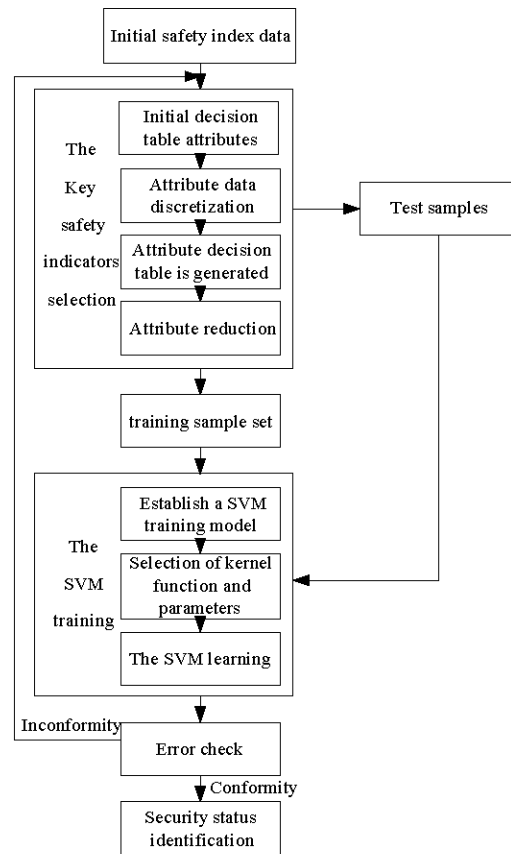 Initial safety index data
The
Key
safety
indicators
selection
Initial decision
table attributes
Attribute data
discretization
Attribute decision
table is generated
Attribute reduction
Test samples
training sample set
The
SVM
training
Establish a SVM
training model
Selection of kernel
function and
parameters
The SVM learning
Inconformity
Error check
Conformity
Security status
identification